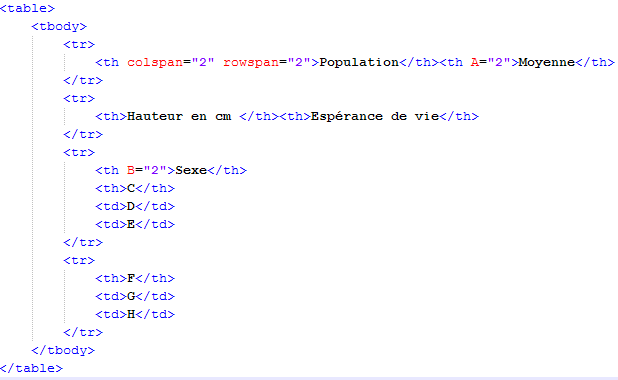 <table>
<tbody>
<tr>
<th colspan="2" rowspan="2">Population</th><th A="2">Moyenne</th>
</tr>
<tr>
<th>Hauteur en cm </th><th>Espérance de vie</th>
</tr>
<tr>
<th B="2">Sexe</th>
<th>C</th>
<td>D</td>
<td>E</td>
</tr>
<tr>
<th>F</th>
<td>G</td>
<td>H</td>
</tr>
</tbody>
</table>